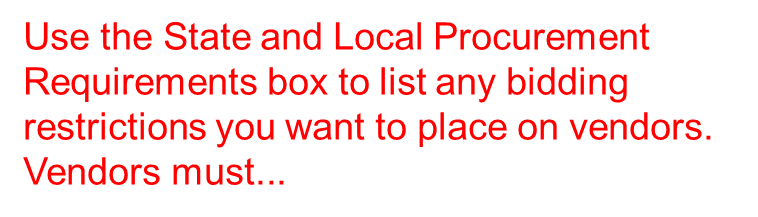 Use the State and Local Procurement
Requirements box to list any bidding
restrictions you want to place on vendors.
Vendors must...